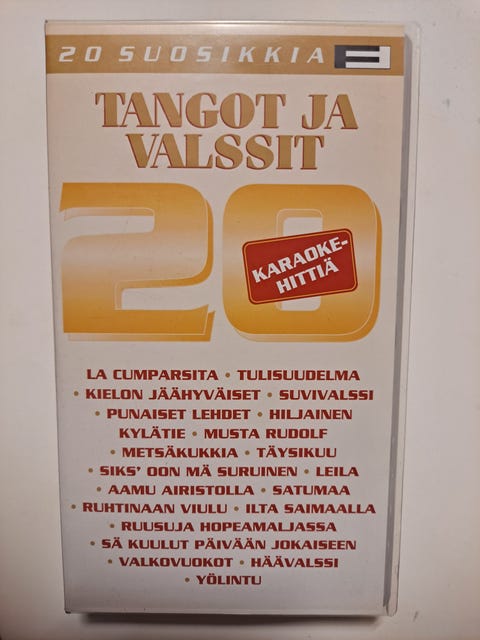 20 SUOSIKKIA
TANGOT JA
VALSSIT
20
KARAOKE-
HITTIÄ
LA CUMPARSITA • TULISUUDELMA
• KIELON JÄÄHYVÄISET • SUVIVALSSI
• PUNAISET LEHDET • HILJAINEN
KYLÄTIE • MUSTA RUDOLF
• METSÄKUKKIA • TÄYSIKUU
• SIKS' OON MÄ SURUINEN • LEILA
• AAMU AIRISTOLLA • SATUMAA
• RUHTINAAN VIULU • ILTA SAIMAALLA
• RUUSUJA HOPEAMALJASSA
• SÄ KUULUT PÄIVÄÄN JOKAISEEN
• VALKOVUOKOT • HÄÄVALSSI
• YÖLINTU